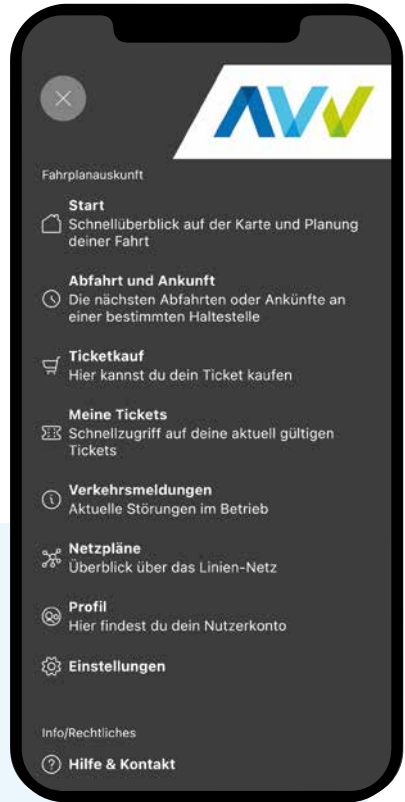 AVV
Fahrplanauskunft
Start
Schnellüberblick auf der Karte und Planung
deiner Fahrt
Abfahrt und Ankunft
Die nächsten Abfahrten oder Ankünfte an
einer bestimmten Haltestelle
Ticketkauf
Hier kannst du dein Ticket kaufen
Meine Tickets
Schnellzugriff auf deine aktuell gültigen
Tickets
Verkehrsmeldungen
Aktuelle Störungen im Betrieb
Netzpläne
Überblick über das Linien-Netz
Profil
Hier findest du dein Nutzerkonto
Einstellungen
Info/Rechtliches
Hilfe & Kontakt